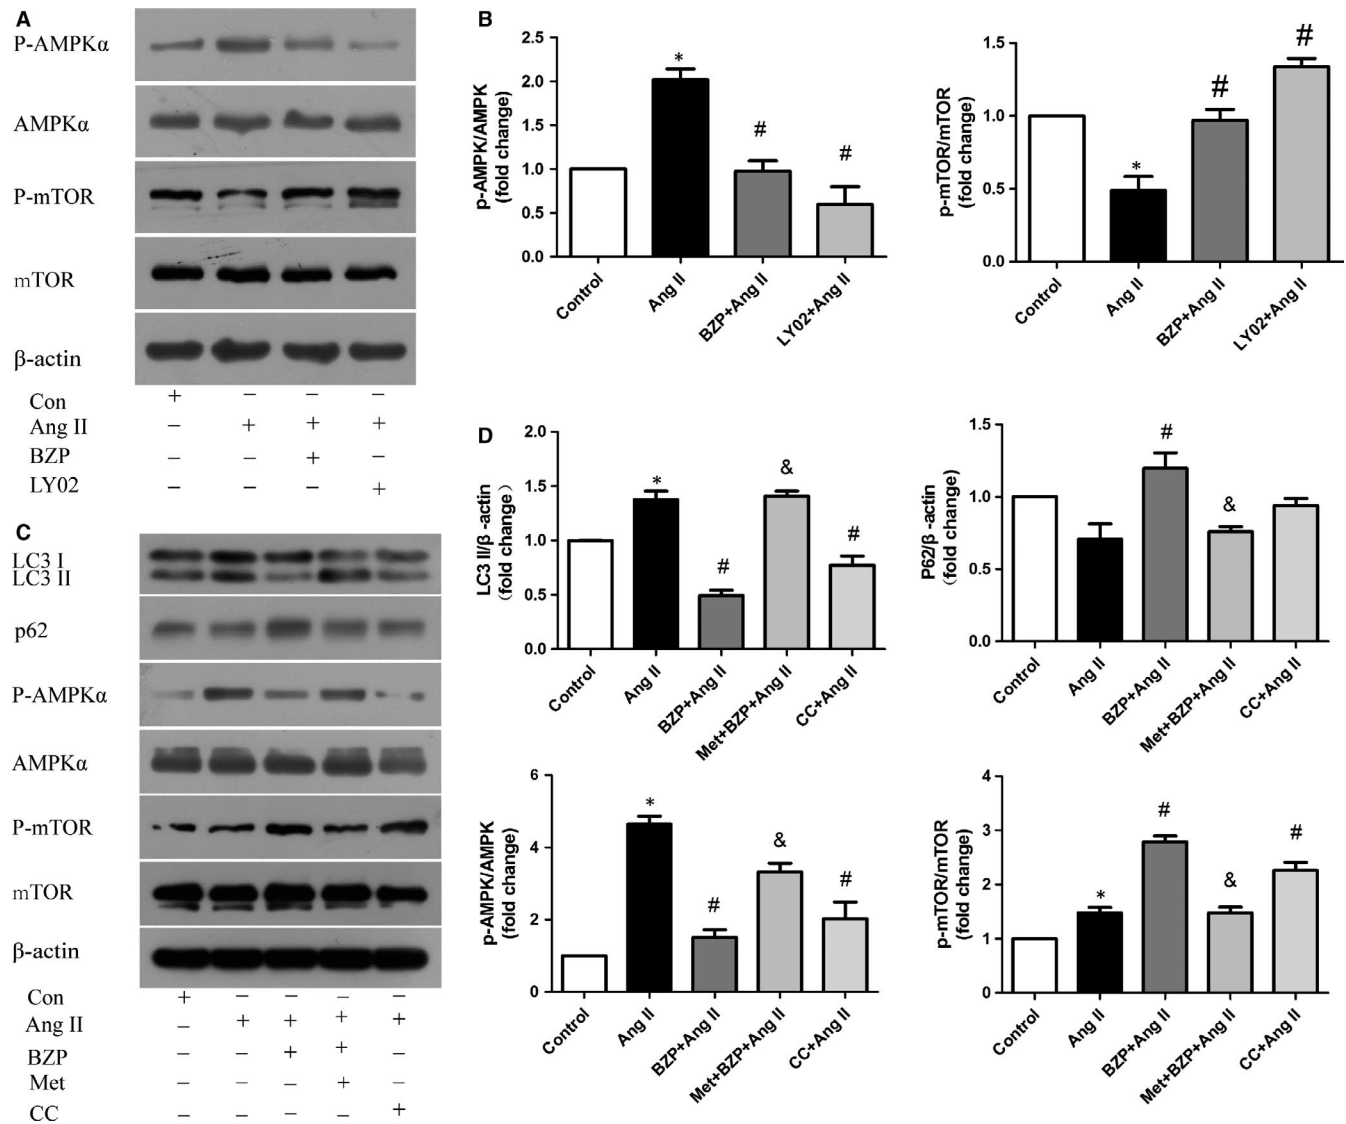 A
P-AMPKα
AMPKα
P-mTOR
mTOR
β-actin
Con + − − −
Ang II − + + +
BZP − − + −
LY02 − − − +
B
p-AMPK/AMPK
(fold change)
2.5
2.0
1.5
1.0
0.5
0.0
*
#
#
Control
Ang II
BZP+Ang II
LY02+Ang II
p-mTOR/mTOR
(fold change)
1.5
1.0
0.5
0.0
*
#
#
Control
Ang II
BZP+Ang II
LY02+Ang II
C
LC3 I
LC3 II
p62
P-AMPKα
AMPKα
P-mTOR
mTOR
β-actin
Con + − − − −
Ang II − + + + +
BZP − − + + −
Met − − − + −
CC − − − − +
D
LC3 II/β -actin
(fold change)
2.0
1.5
1.0
0.5
0.0
*
#
&
#
Control
Ang II
BZP+Ang II
Met+BZP+Ang II
CC+Ang II
P62/β -actin
(fold change)
1.5
1.0
0.5
0.0
#
&
Control
Ang II
BZP+Ang II
Met+BZP+Ang II
CC+Ang II
p-AMPK/AMPK
(fold change)
6
4
2
0
*
#
&
#
Control
Ang II
BZP+Ang II
Met+BZP+Ang II
CC+Ang II
p-mTOR/mTOR
(fold change)
4
3
2
1
0
*
#
&
#
Control
Ang II
BZP+Ang II
Met+BZP+Ang II
CC+Ang II